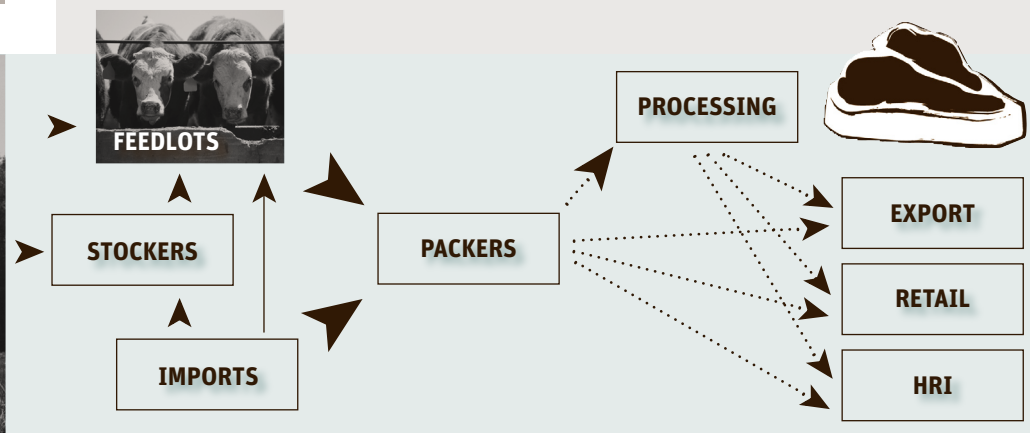 FEEDLOTS
STOCKERS
IMPORTS
PACKERS
PROCESSING
EXPORT
RETAIL
HRI